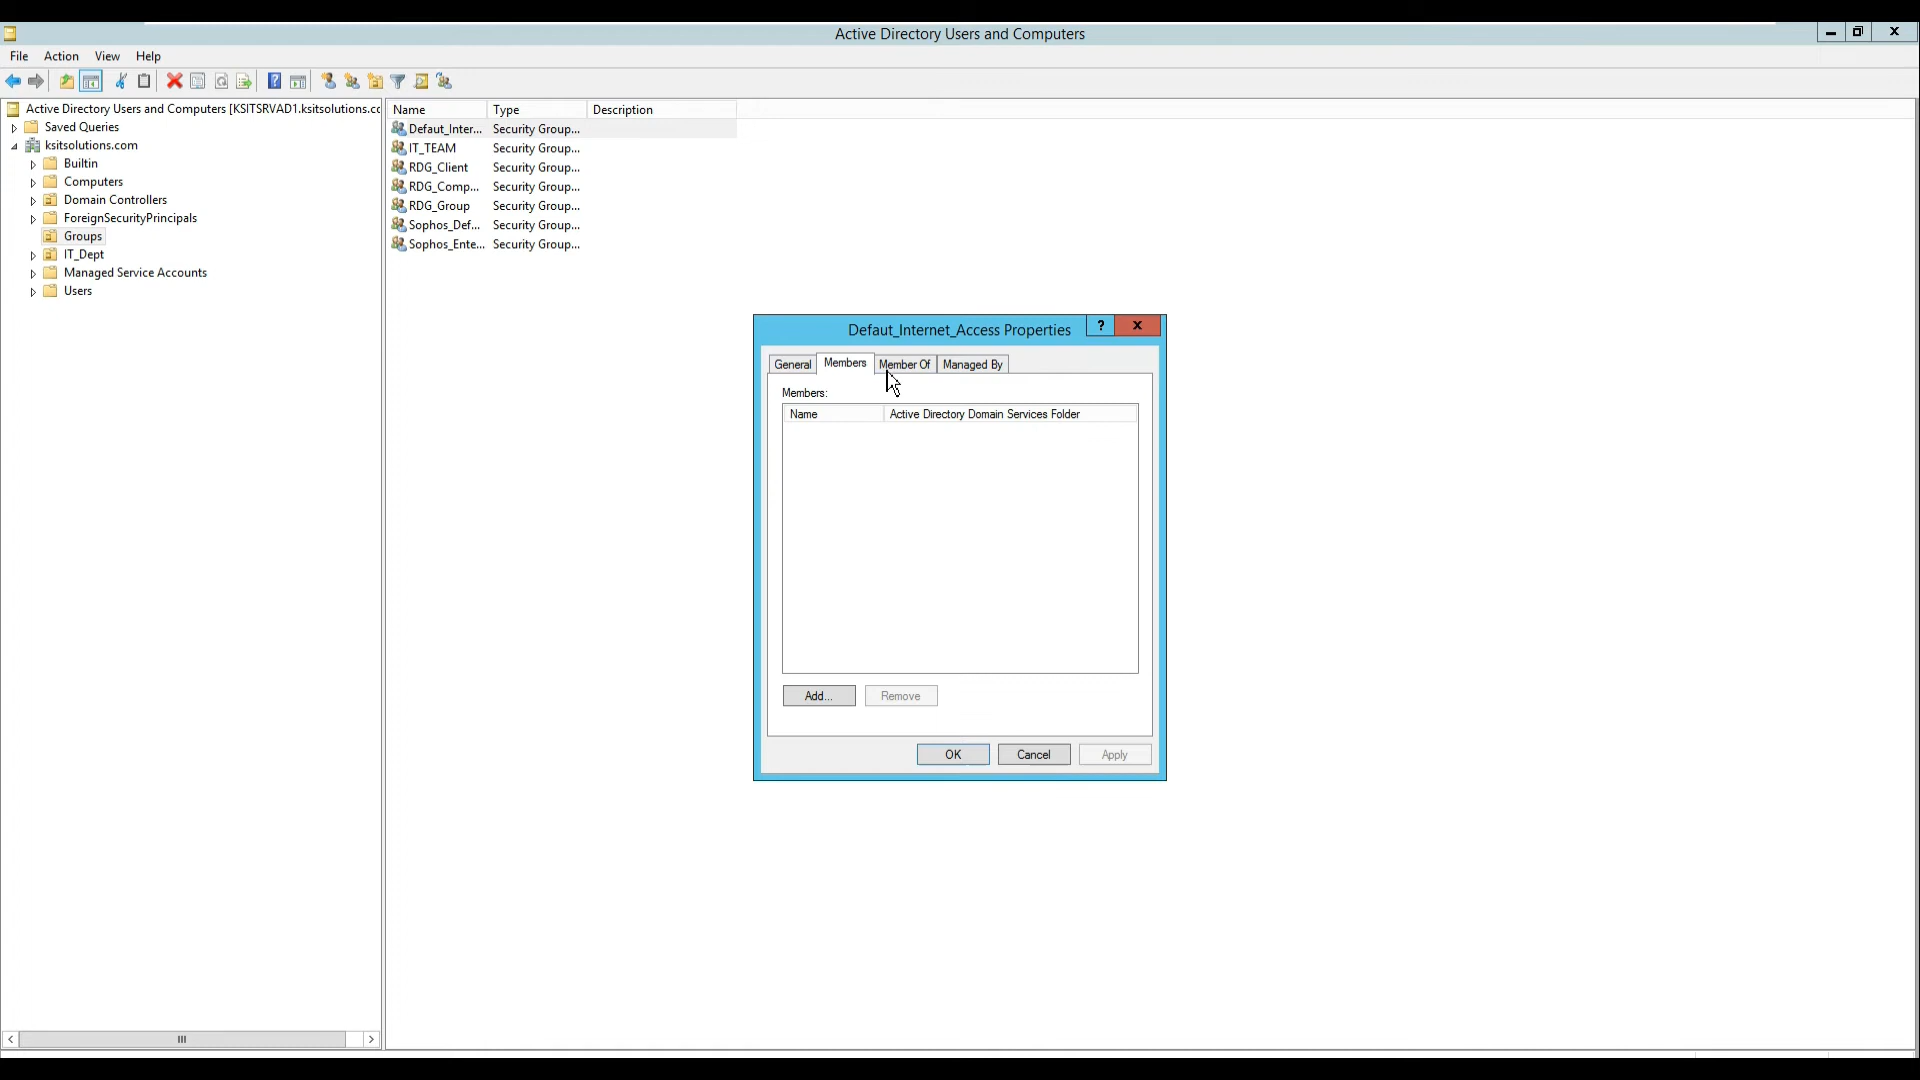 Active Directory Users and Computers
File Action View Help
Active Directory Users and Computers [KSITSRVAD1.ksitsolutions.cc
Saved Queries
ksitsolutions.com
Builtin
Computers
Domain Controllers
ForeignSecurityPrincipals
Groups
IT_Dept
Managed Service Accounts
Users
Name Type Description
Defaut_Inter... Security Group...
IT_TEAM Security Group...
RDG_Client Security Group...
RDG_Comp... Security Group...
RDG_Group Security Group...
Sophos_Def... Security Group...
Sophos_Ente... Security Group...
Defaut_Internet_Access Properties
General Members Member Of Managed By
Members:
Name Active Directory Domain Services Folder
Add... Remove
OK Cancel Apply